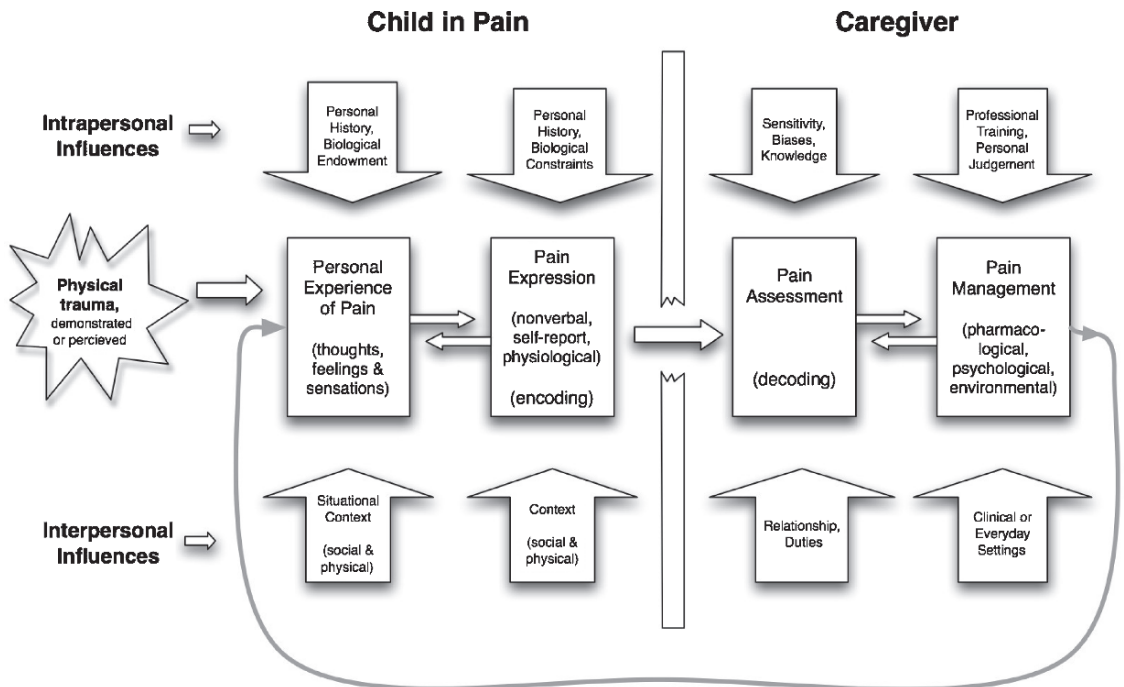 Child in Pain
Caregiver
Intrapersonal
Influences
Personal
History,
Biological
Endowment
Personal
History,
Biological
Constraints
Sensitivity,
Biases,
Knowledge
Professional
Training,
Personal
Judgement
Physical
trauma,
demonstrated
or percieved
Personal
Experience
of Pain
(thoughts,
feelings &
sensations)
Pain
Expression
(nonverbal,
self-report,
physiological)
(encoding)
Pain
Assessment
(decoding)
Pain
Management
(pharmaco-
logical,
psychological,
environmental)
Interpersonal
Influences
Situational
Context
(social &
physical)
Context
(social &
physical)
Relationship,
Duties
Clinical or
Everyday
Settings